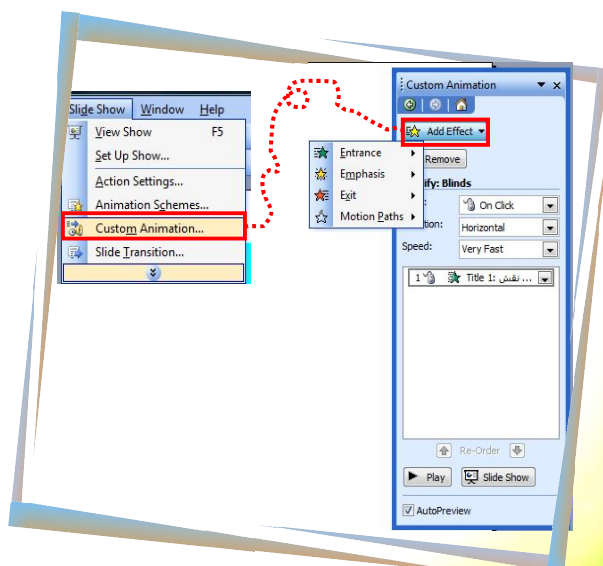 Slide Show Window Help
View Show F5
Set Up Show...
Action Settings...
Animation Schemes...
Custom Animation...
Slide Transition...
Custom Animation
Add Effect
Remove
Entrance
Emphasis
Exit
Motion Paths
ify: Blinds
On Click
tion: Horizontal
Speed: Very Fast
1 Title 1: نقش ...
Re-Order
Play Slide Show
AutoPreview